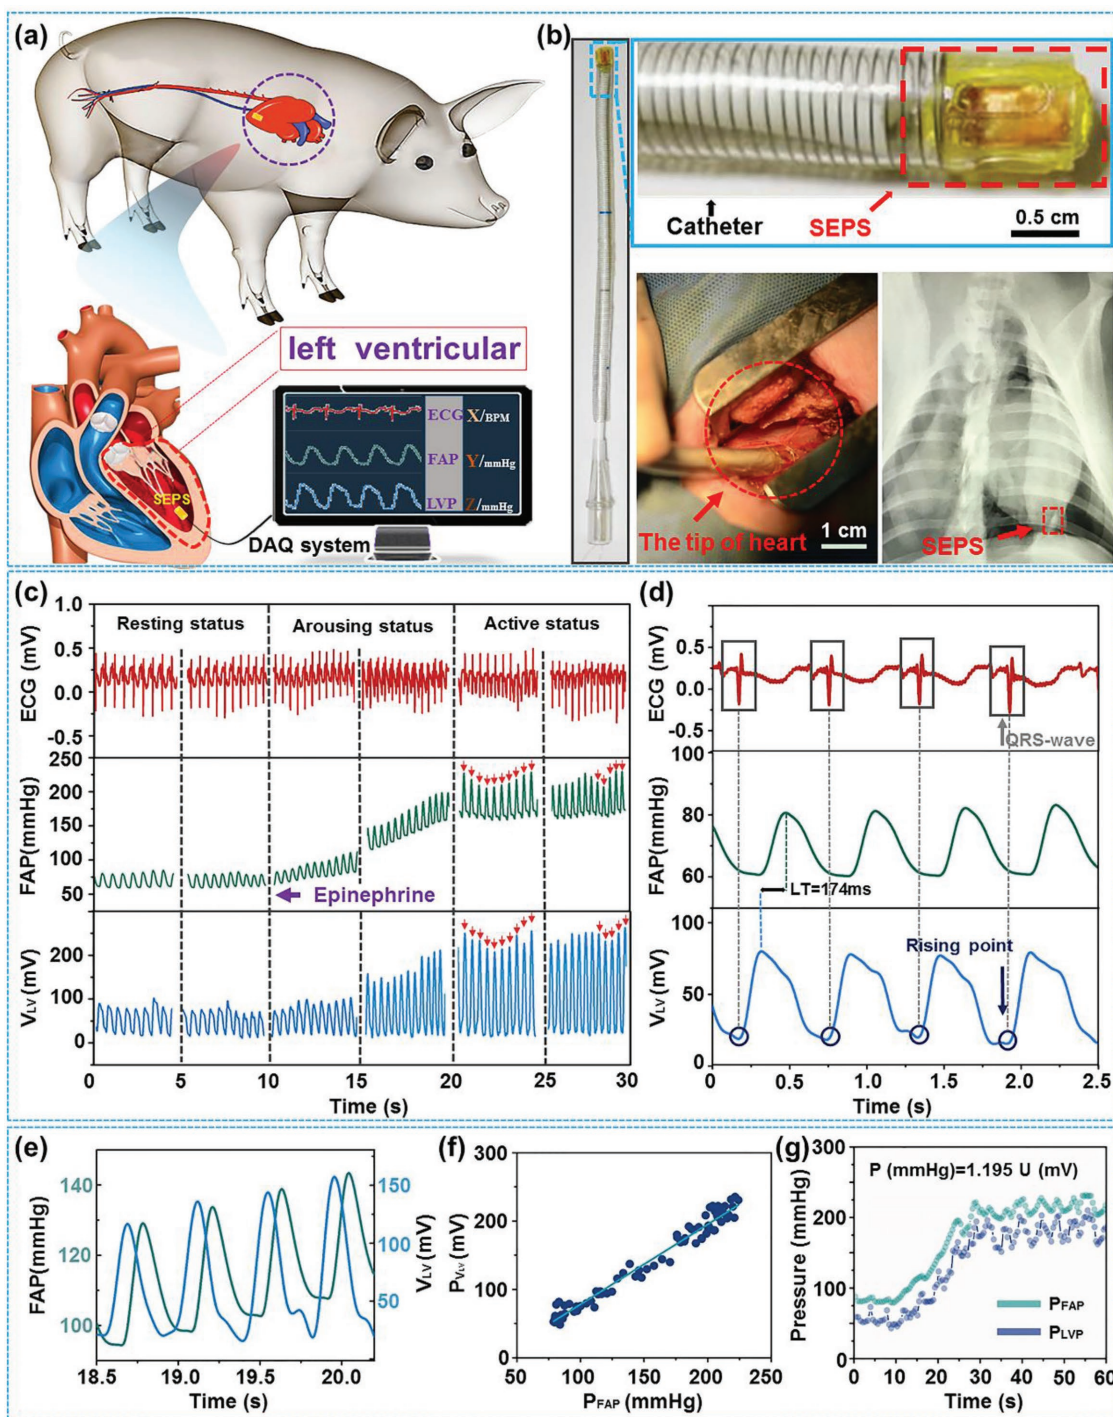 (a)
left ventricular
ECG X/BPM
FAP Y/mmHg
LVP Z/mmHg
SEPS
DAQ system
(b)
Catheter
SEPS
0.5 cm
The tip of heart
1 cm
SEPS
(c)
Resting status
Arousing status
Active status
ECG (mV)
1.0
0.5
0.0
-0.5
FAP(mmHg)
250
200
150
100
50
Epinephrine
VLV (mV)
200
100
0
0 5 10 15 20 25 30
Time (s)
(d)
ECG (mV)
0.5
0.0
-0.5
QRS-wave
FAP (mmHg)
100
80
60
LT=174ms
VLV (mV)
100
50
0
Rising point
0 0.5 1.0 1.5 2.0 2.5
Time (s)
(e)
FAP(mmHg)
140
120
100
VLV (mV)
150
100
50
18.5 19.0 19.5 20.0
Time (s)
(f)
PVLV (mV)
300
200
100
0
50 100 150 200 250
PFAP (mmHg)
(g)
P (mmHg)=1.195 U (mV)
Pressure (mmHg)
300
200
100
0
PFAP
PLVP
0 10 20 30 40 50 60
Time (s)